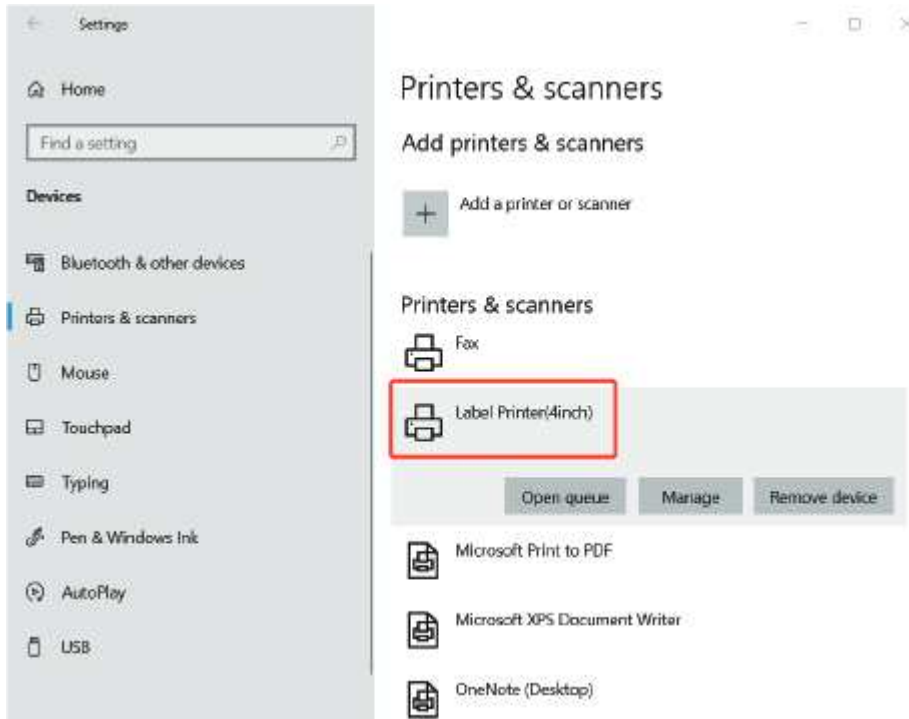 Settings
Home
Find a setting
Devices
Bluetooth & other devices
Printers & scanners
Mouse
Touchpad
Typing
Pen & Windows Ink
AutoPlay
USB
Printers & scanners
Add printers & scanners
Add a printer or scanner
Printers & scanners
Fax
Label Printer(4inch)
Open queue Manage Remove device
Microsoft Print to PDF
Microsoft XPS Document Writer
OneNote (Desktop)